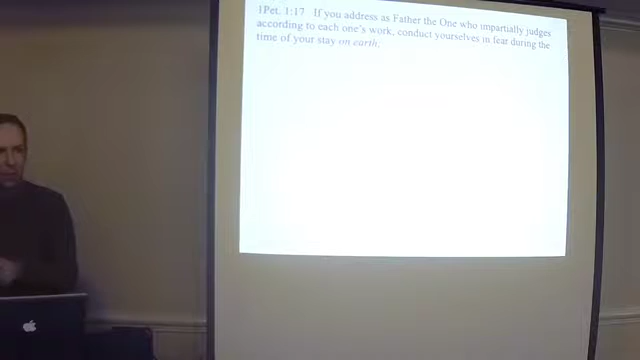 1Pet. 1:17 If you address as Father the One who impartially judges
according to each one's work, conduct yourselves in fear during the
time of your stay on earth;